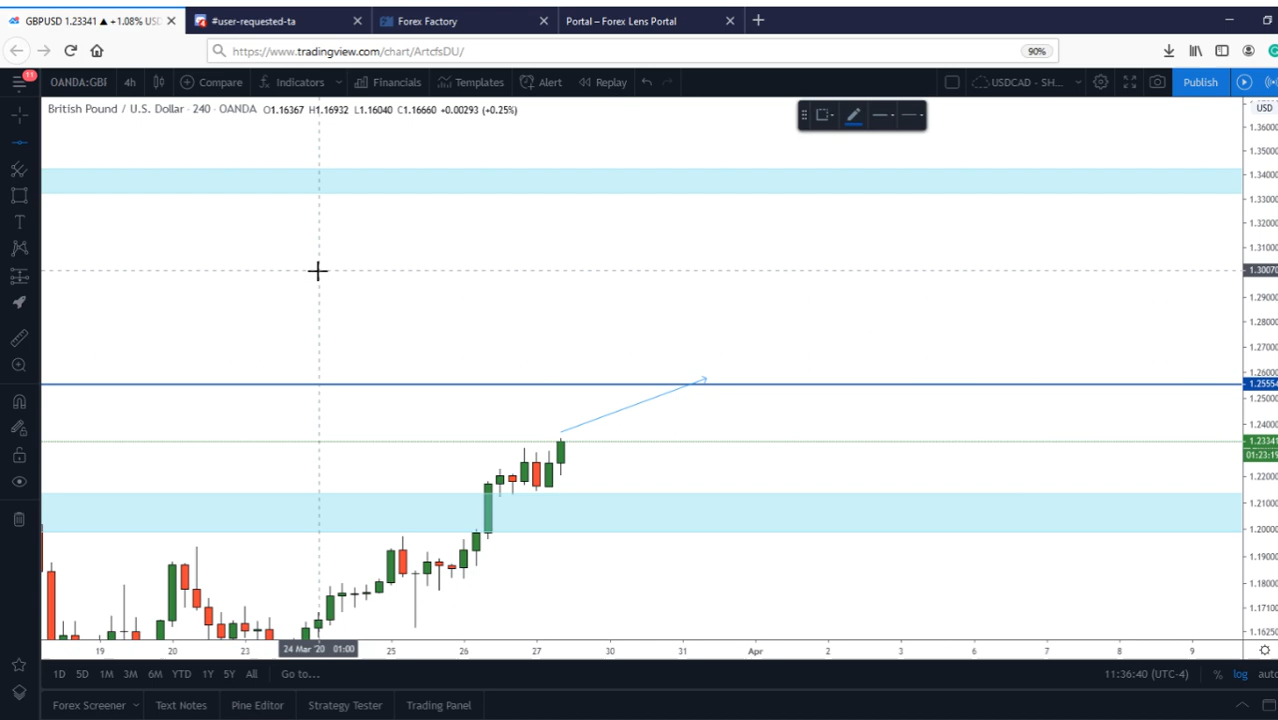 GBPUSD 1.23341 ▲ +1.08% USD
#user-requested-ta
Forex Factory
Portal – Forex Lens Portal
https://www.tradingview.com/chart/ArtcfsDU/
90%
11
OANDA:GBI
4h
Compare
Indicators
Financials
Templates
Alert
Replay
USDCAD - SH...
Publish
British Pound / U.S. Dollar · 240 · OANDA O1.16367 H1.16932 L1.16040 C1.16660 +0.00293 (+0.25%)
USD
1.36000
1.35000
1.34000
1.33000
1.32000
1.31000
1.30070
1.29000
1.28000
1.27000
1.26000
1.25554
1.25000
1.24000
1.23341
01:23:19
1.22000
1.21000
1.20000
1.19000
1.18000
1.17100
1.16250
19
20
23
24 Mar '20 01:00
25
26
27
30
31
Apr
2
3
6
7
8
9
1D 5D 1M 3M 6M YTD 1Y 5Y All Go to...
11:36:40 (UTC-4) % log auto
Forex Screener
Text Notes
Pine Editor
Strategy Tester
Trading Panel